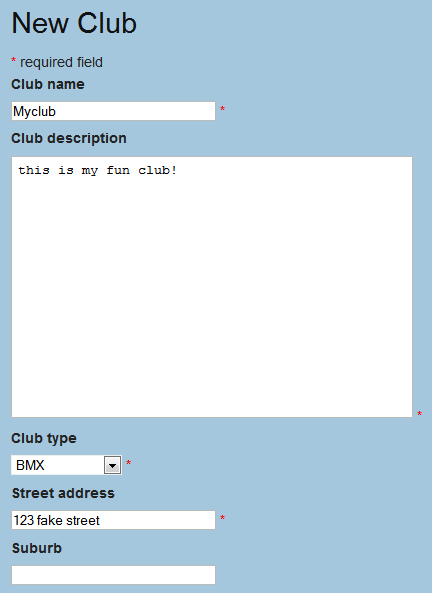 New Club
* required field
Club name
Myclub *
Club description
this is my fun club!
*
Club type
BMX *
Street address
123 fake street *
Suburb